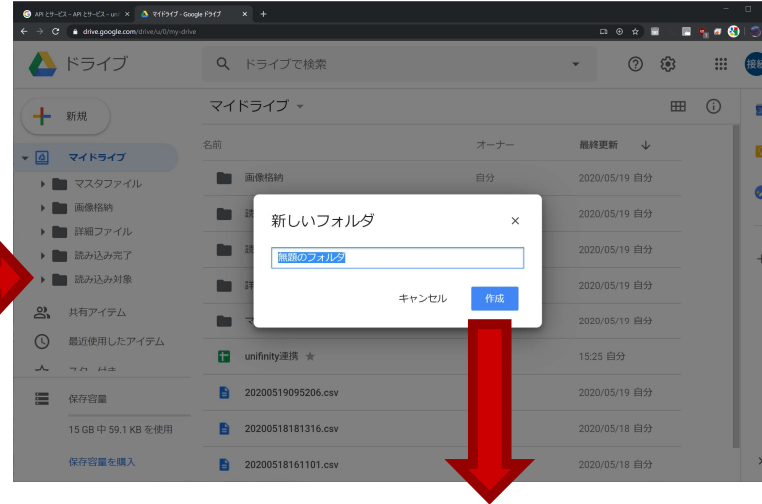 API とサービス – API とサービス – uni
マイドライブ - Google ドライブ
drive.google.com/drive/u/0/my-drive
ドライブ
ドライブで検索
接続
新規
マイドライブ
名前
オーナー
最終更新
マイドライブ
マスタファイル
画像格納
詳細ファイル
読み込み完了
読み込み対象
共有アイテム
最近使用したアイテム
保存容量
15 GB 中 59.1 KB を使用
保存容量を購入
画像格納
自分
2020/05/19 自分
読
2020/05/19 自分
読
2020/05/19 自分
詳
2020/05/19 自分
マ
2020/05/19 自分
unifinity連携
15:25 自分
20200519095206.csv
2020/05/19 自分
20200518181316.csv
2020/05/18 自分
20200518161101.csv
2020/05/18 自分
新しいフォルダ
無題のフォルダ
キャンセル
作成